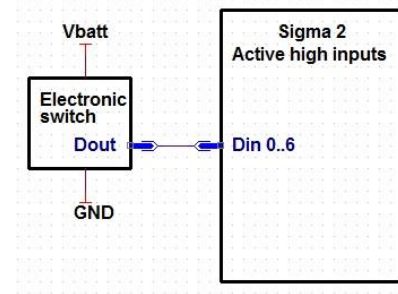 Vbatt
Sigma 2
Active high inputs
Electronic
switch
Dout
Din 0..6
GND